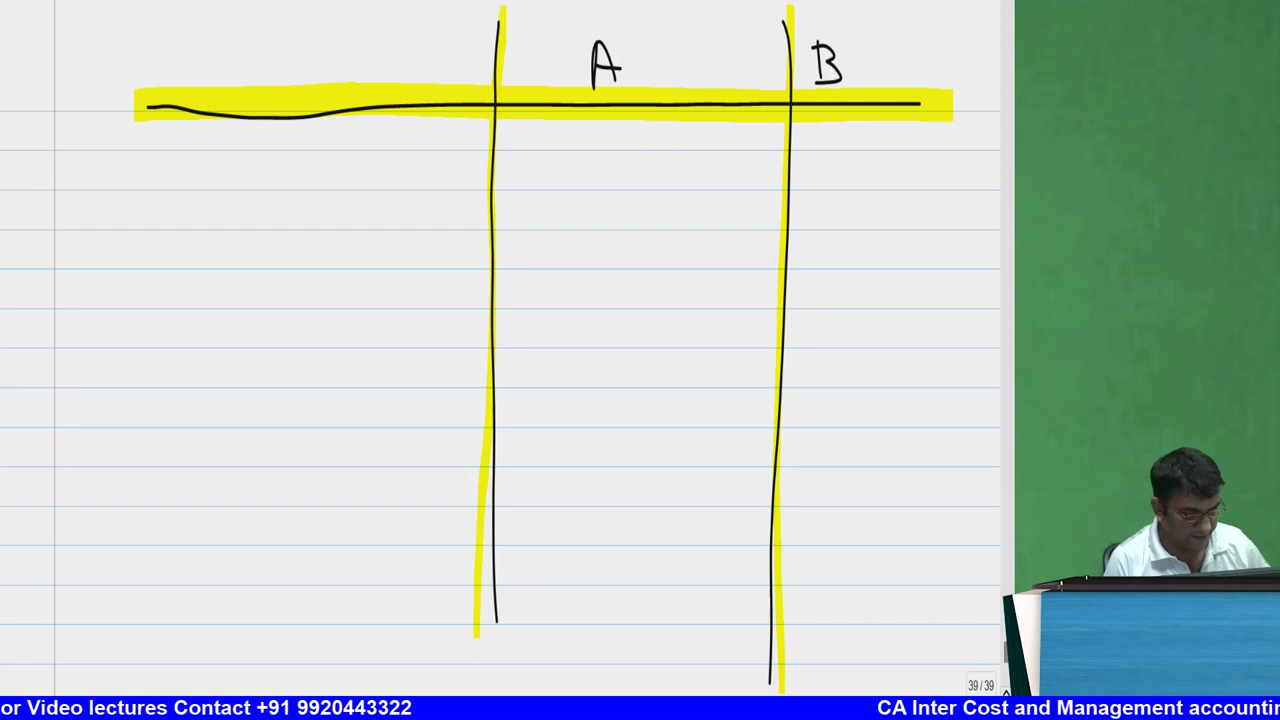 A B
39 / 39
or Video lectures Contact +91 9920443322 CA Inter Cost and Management accountin